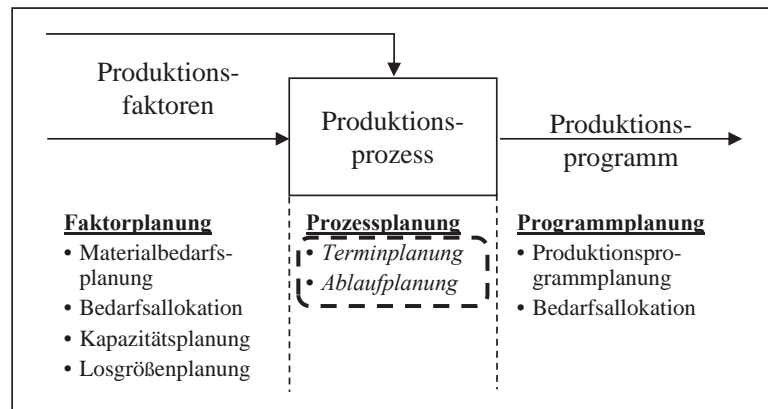 Produktions-
faktoren
Produktions-
prozess
Produktions-
programm
Faktorplanung
• Materialbedarfs-
planung
• Bedarfsallokation
• Kapazitätsplanung
• Losgrößenplanung
Prozessplanung
• Terminplanung
• Ablaufplanung
Programmplanung
• Produktionspro-
grammplanung
• Bedarfsallokation